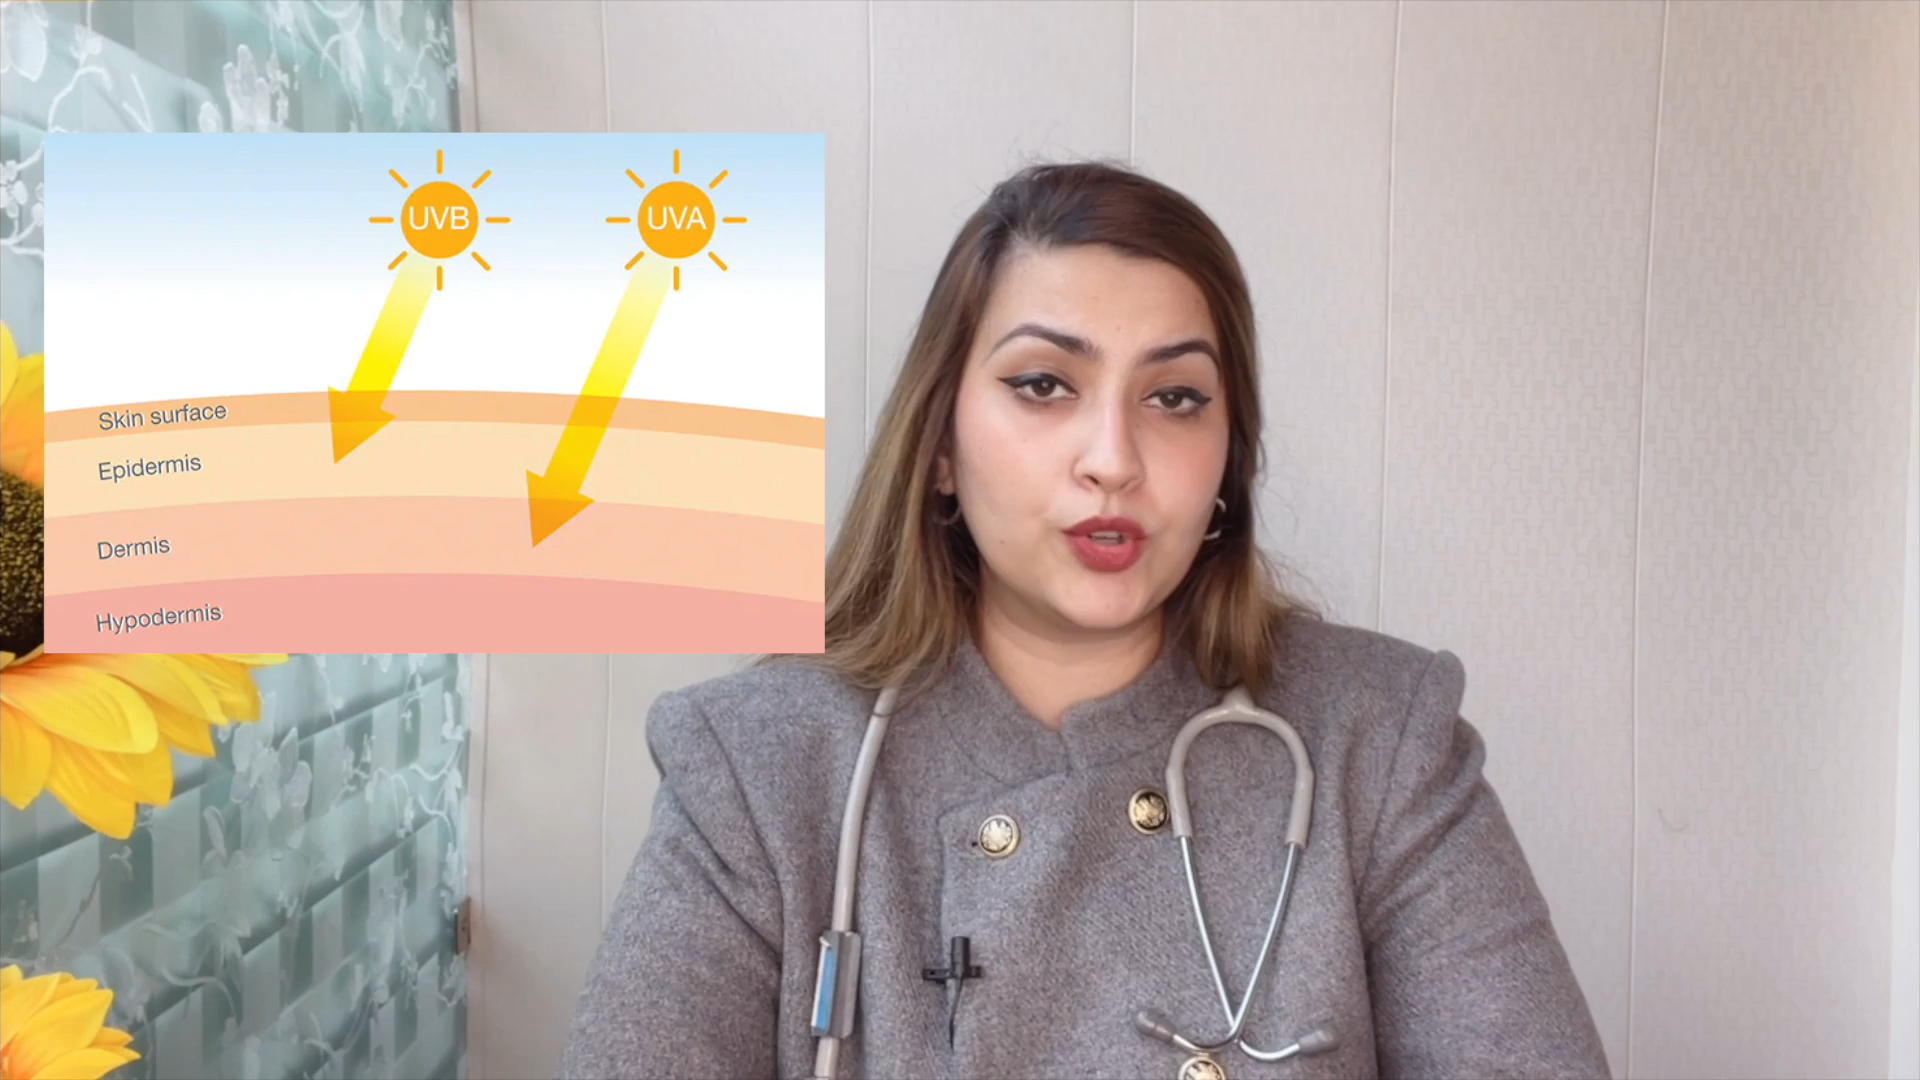 UVB
UVA
Skin surface
Epidermis
Dermis
Hypodermis